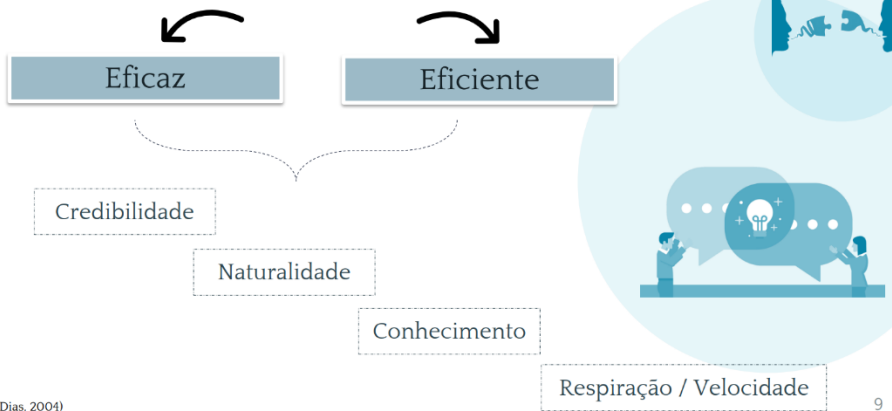 Eficaz
Eficiente
Credibilidade
Naturalidade
Conhecimento
Respiração / Velocidade
Dias, 2004)
9